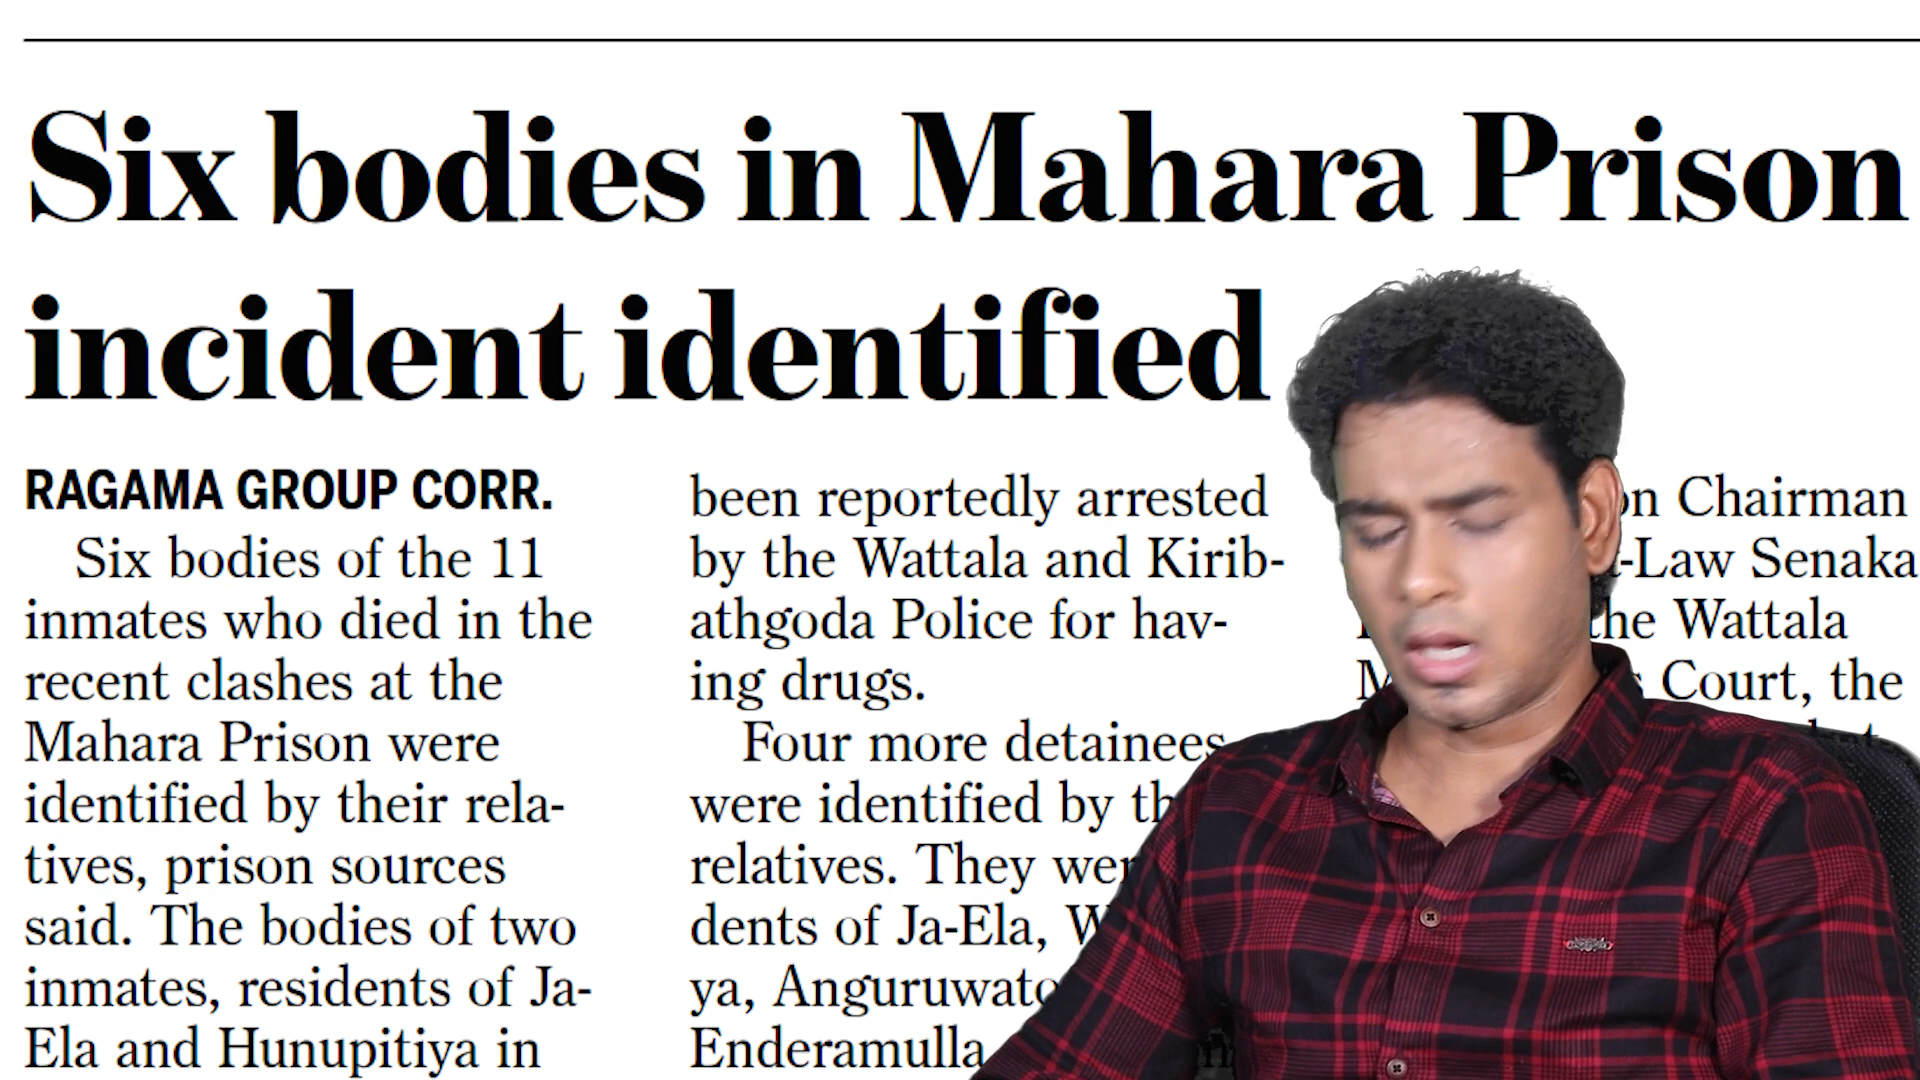 Six bodies in Mahara Prison
incident identified
RAGAMA GROUP CORR.
Six bodies of the 11
inmates who died in the
recent clashes at the
Mahara Prison were
identified by their rela-
tives, prison sources
said. The bodies of two
inmates, residents of Ja-
Ela and Hunupitiya in
been reportedly arrested
by the Wattala and Kirib-
athgoda Police for hav-
ing drugs.
Four more detainees
were identified by
relatives. They
dents of Ja-Ela,
ya,
Enderamulla
Chairman
-Law Senaka
the Wattala
Court, the